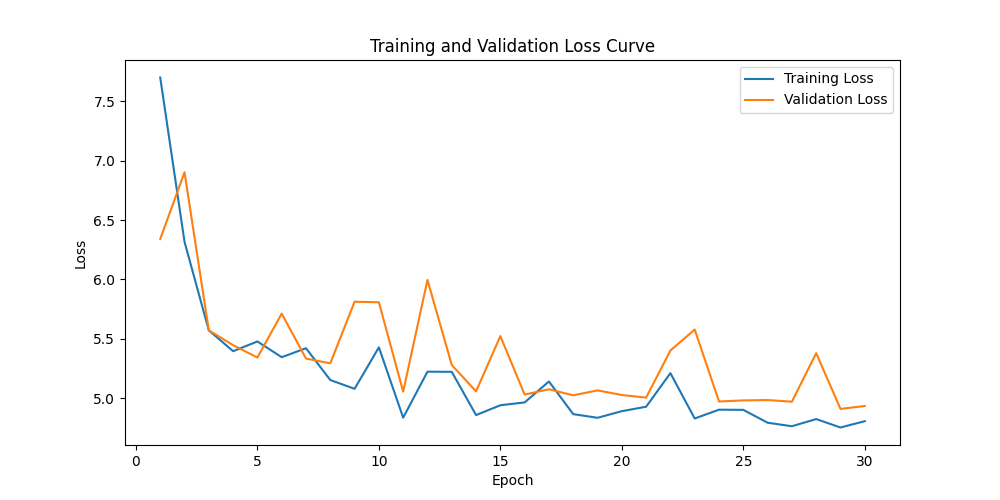 Training and Validation Loss Curve
Training Loss
Validation Loss
7.5
7.0
6.5
6.0
5.5
5.0
Loss
0 5 10 15 20 25 30
Epoch